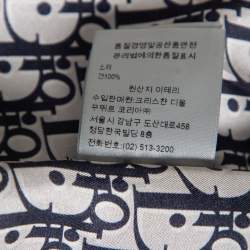 품질경영및공산품안전
관리법에의한품질표시
소재
견100%
원산지 이태리
수입판매원:크리스챤 디올
꾸뛰르 코리아㈜
서울시 강남구 도산대로458
청담한국빌딩 8층
전화번호: (02) 513-3200